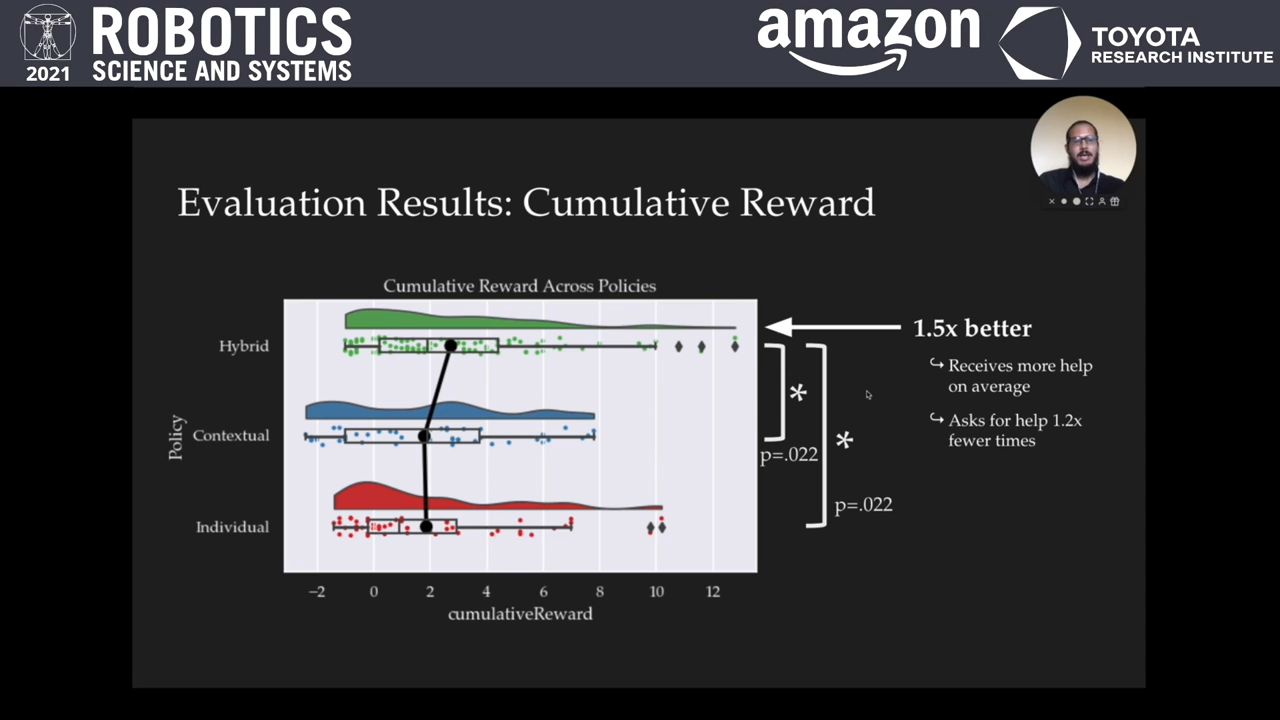 ROBOTICS
SCIENCE AND SYSTEMS
2021
amazon
TOYOTA
RESEARCH INSTITUTE
Evaluation Results: Cumulative Reward
Cumulative Reward Across Policies
Policy
Hybrid
Contextual
Individual
−2 0 2 4 6 8 10 12
cumulativeReward
*
p=.022
*
p=.022
1.5x better
↪ Receives more help
on average
↪ Asks for help 1.2x
fewer times